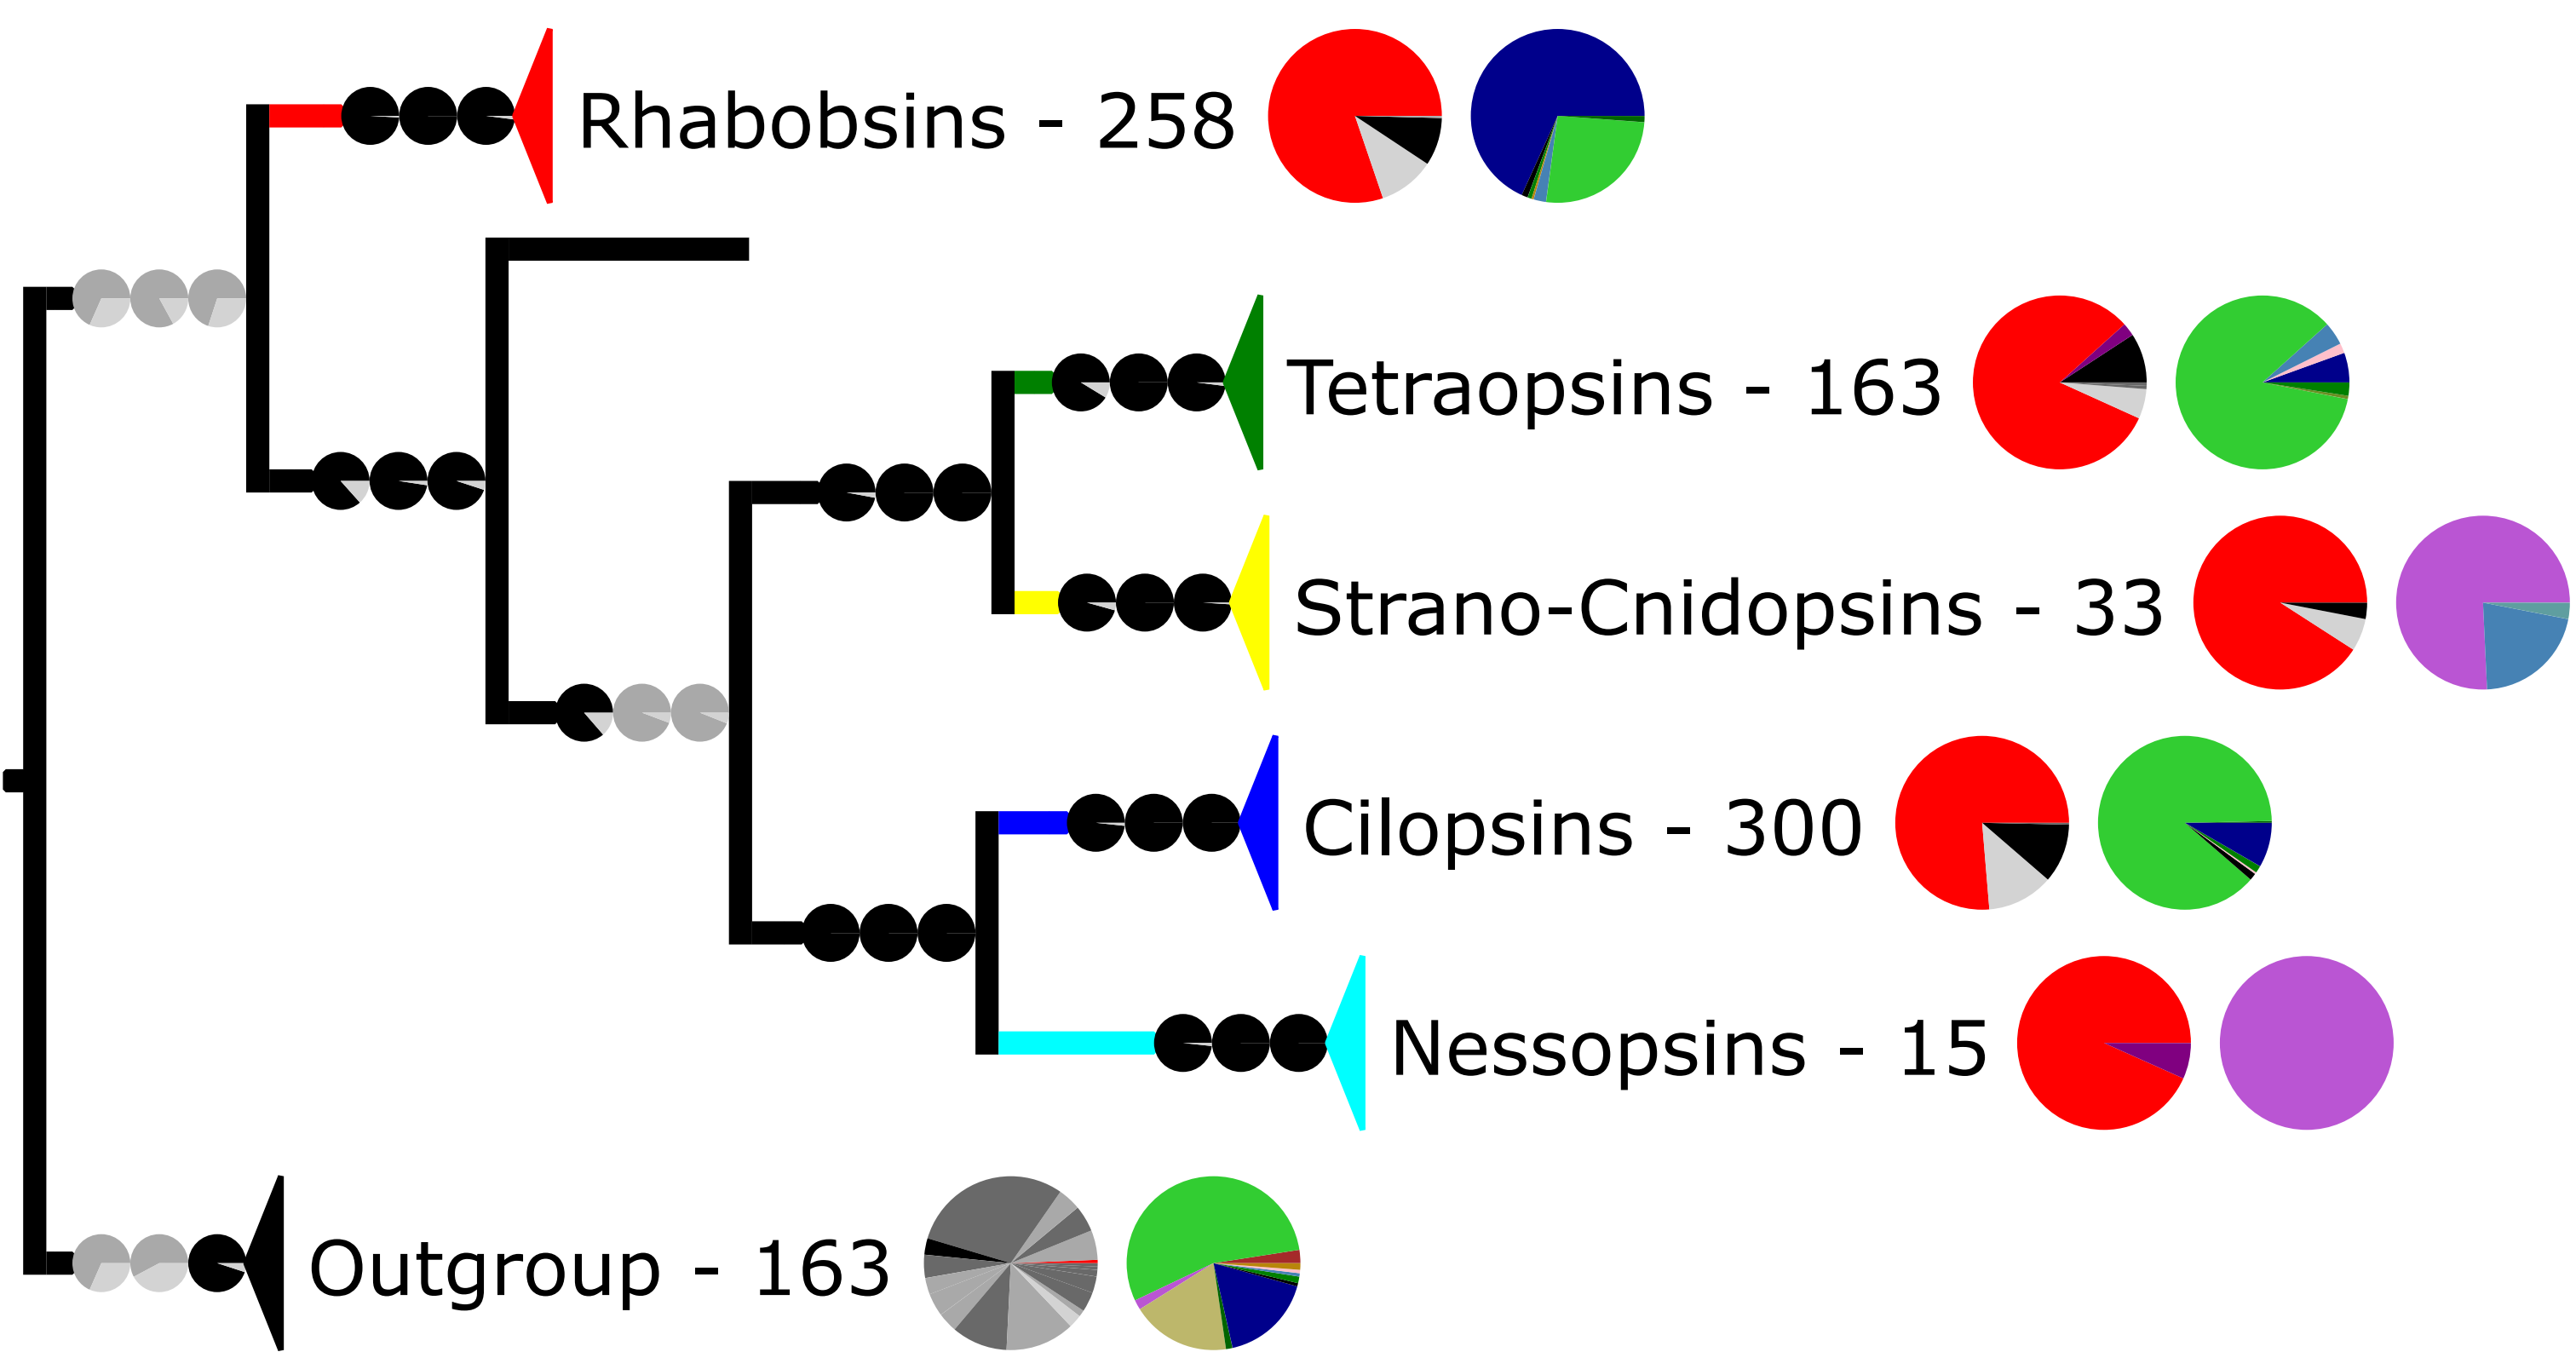 Rhabobsins - 258
Tetraopsins - 163
Strano-Cnidopsins - 33
Cilopsins - 300
Nessopsins - 15
Outgroup - 163